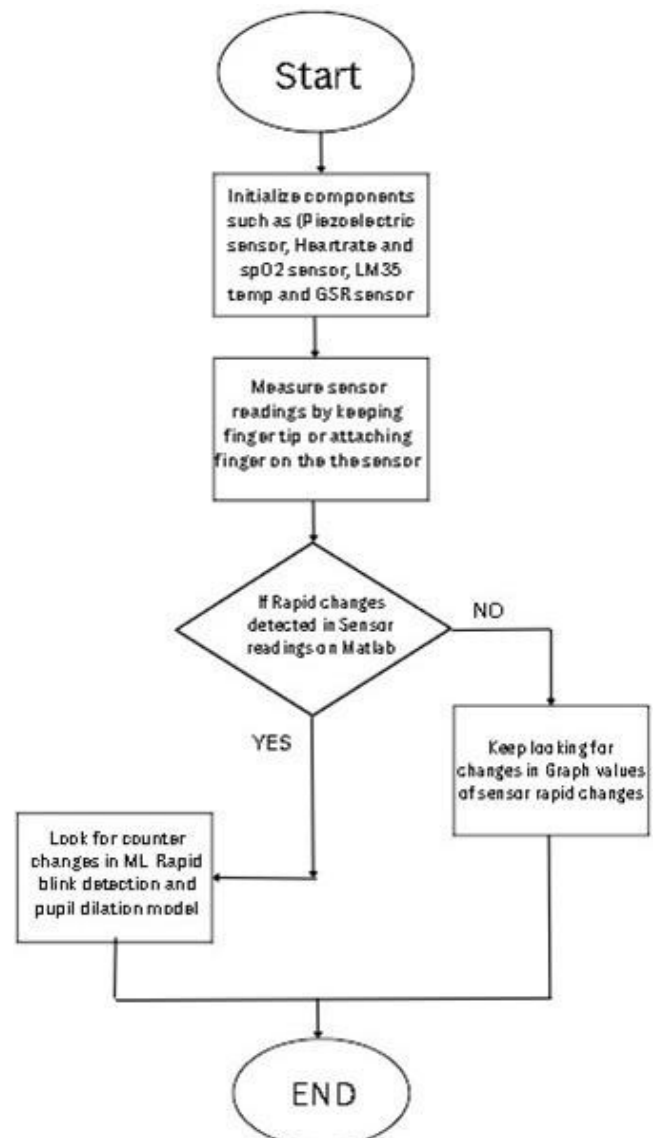 Start
Initialize components
such as (Piezoelectric
sensor, Heartrate and
spO2 sensor, LM35
temp and GSR sensor
Measure sensor
readings by keeping
finger tip or attaching
finger on the the sensor
If Rapid changes
detected in Sensor
readings on Matlab
NO
YES
Keep looking for
changes in Graph values
of sensor rapid changes
Look for counter
changes in ML Rapid
blink detection and
pupil dilation model
END